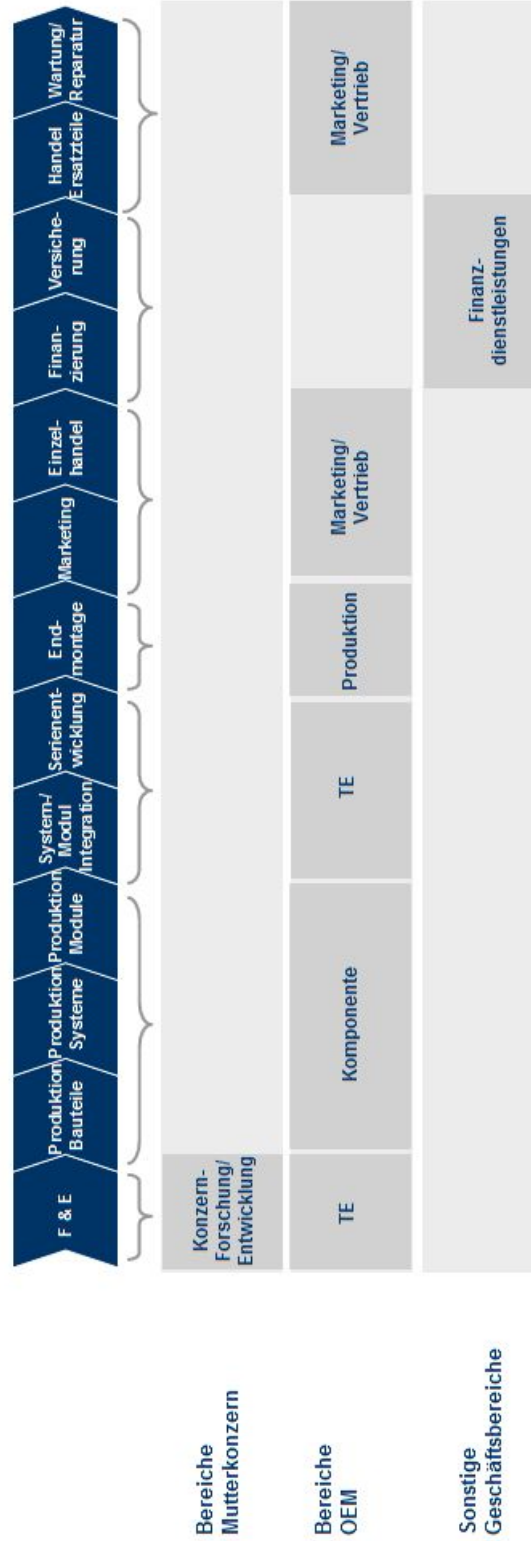 F & E
Produktion
Bauteile
Produktion
Systeme
Produktion
Module
System-/
Modul
Integration
Serienent-
wicklung
End-
montage
Marketing
Einzel-
handel
Finan-
zierung
Versiche-
rung
Handel
Ersatzteile
Wartung/
Reparatur
Bereiche
Mutterkonzern
Konzern-
Forschung/
Entwicklung
Bereiche
OEM
TE
Komponente
TE
Produktion
Marketing/
Vertrieb
Marketing/
Vertrieb
Sonstige
Geschäftsbereiche
Finanz-
dienstleistungen